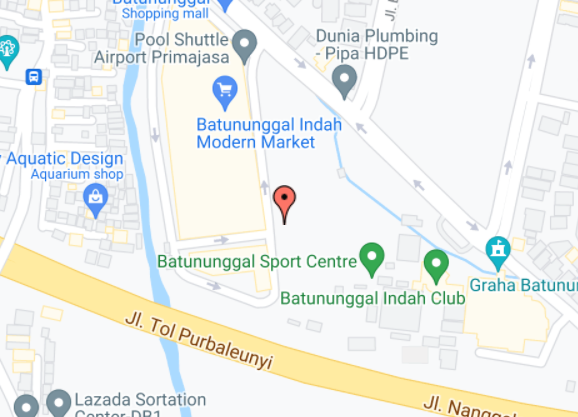 Batununggal
Shopping mall
Pool Shuttle
Airport Primajasa
Dunia Plumbing
- Pipa HDPE
Batununggal Indah
Modern Market
Aquatic Design
Aquarium shop
Batununggal Sport Centre
Batununggal Indah Club
Graha Batunun
Jl. Tol Purbaleunyi
Lazada Sortation
Center-DB1
Jl. Nangge